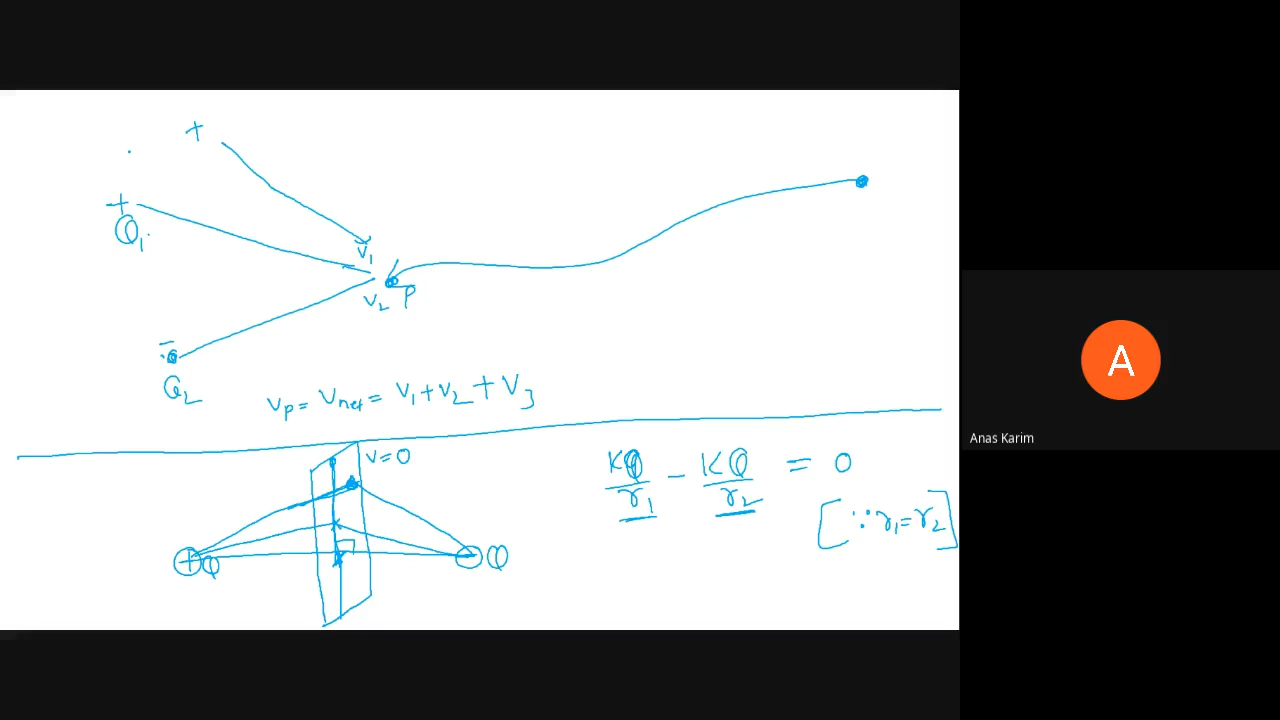 +
+
Q₁
V₁
V₂ P
-
Q₂
Vₚ = Vₙₑₜ = V₁ + V₂ + V₃
V=0
KQ/r₁ - KQ/r₂ = 0
[∵ r₁ = r₂]
+Q
-Q
A
Anas Karim